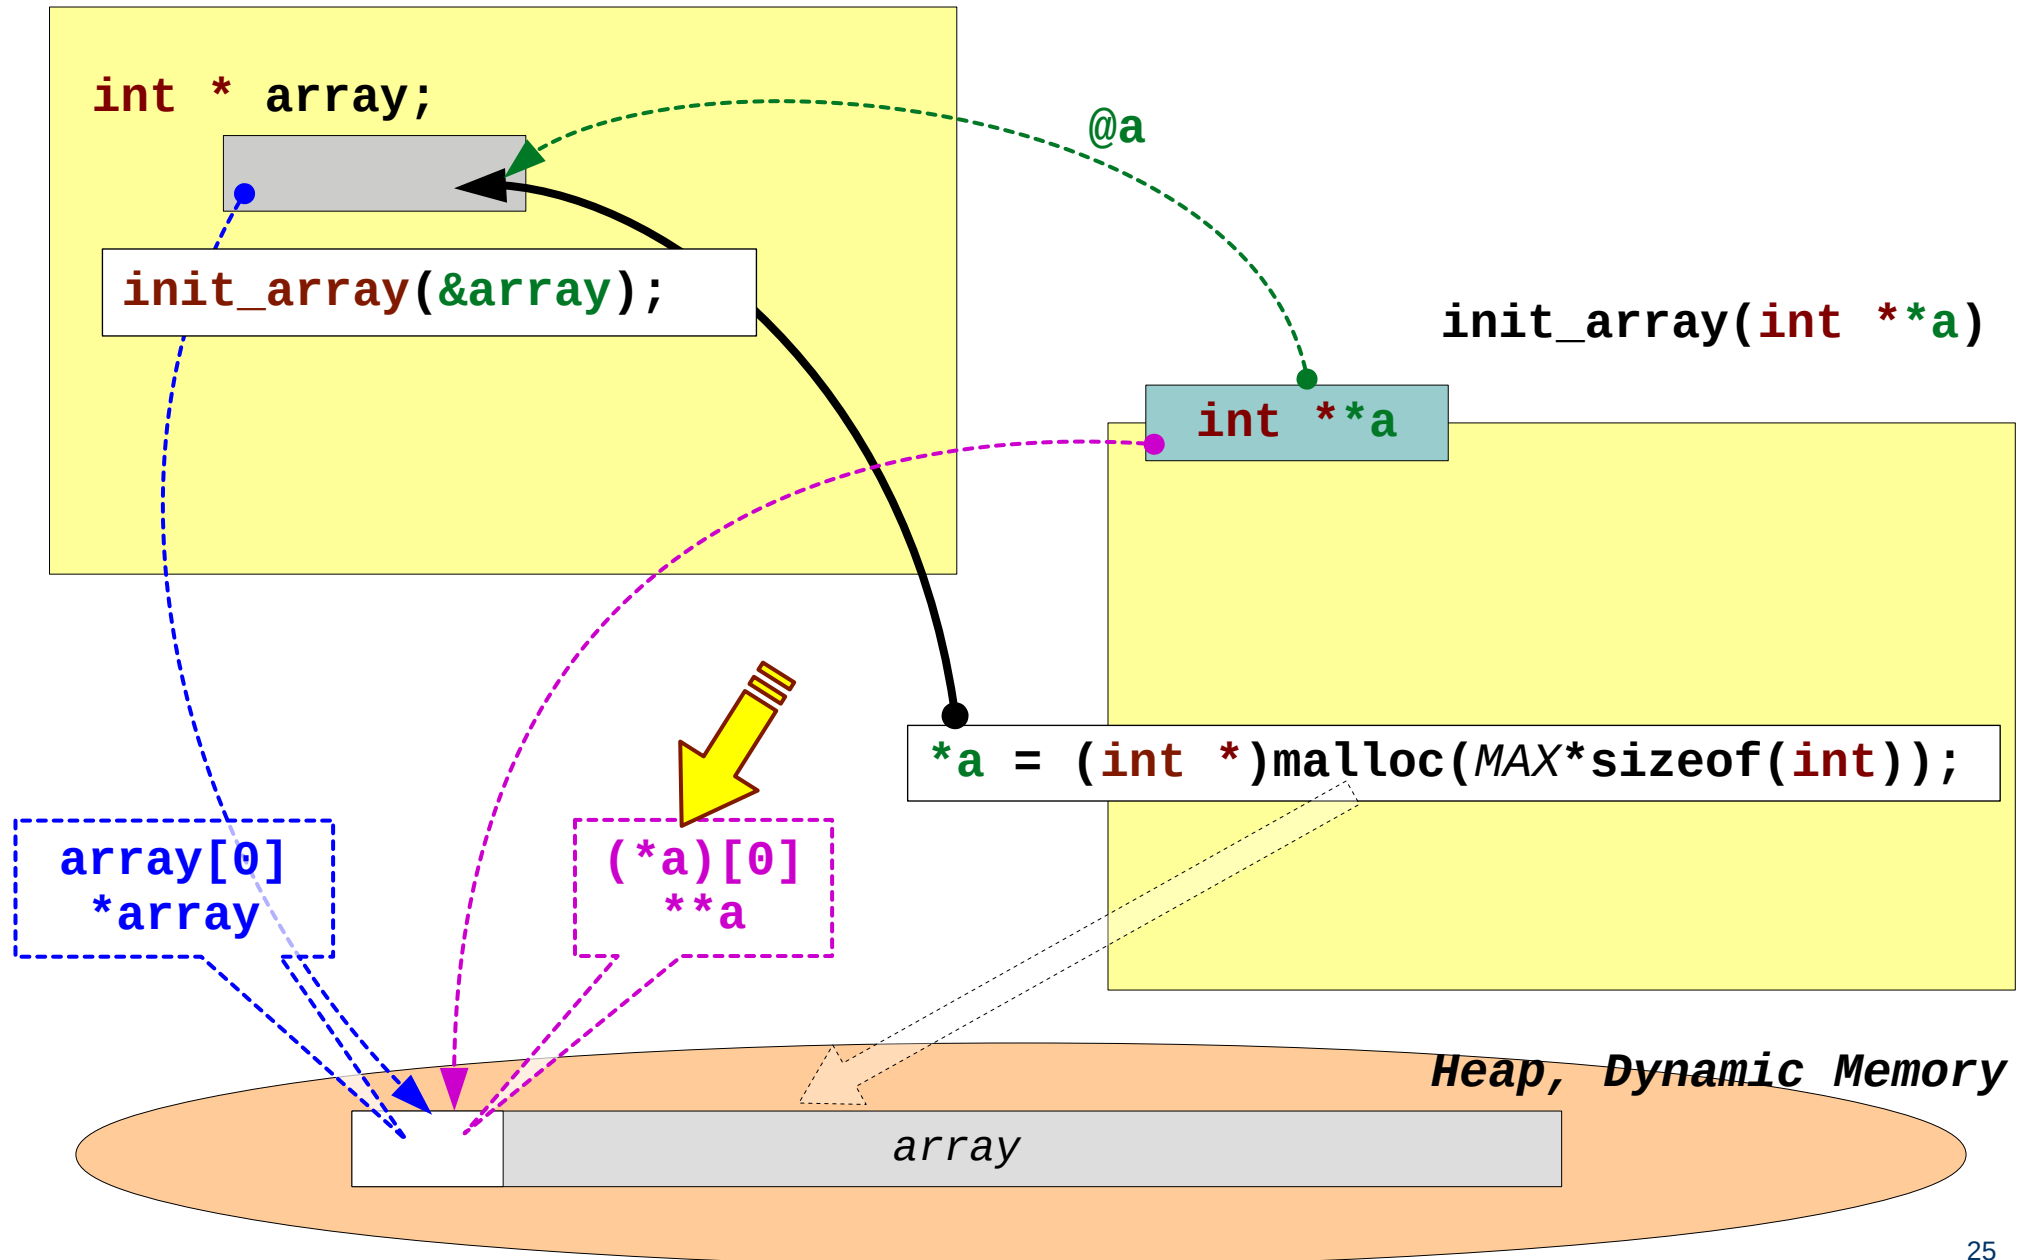 int * array;
@a
init_array(&array);
init_array(int **a)
int **a
*a = (int *)malloc(MAX*sizeof(int));
array[0]
*array
(*a)[0]
**a
Heap, Dynamic Memory
array
25